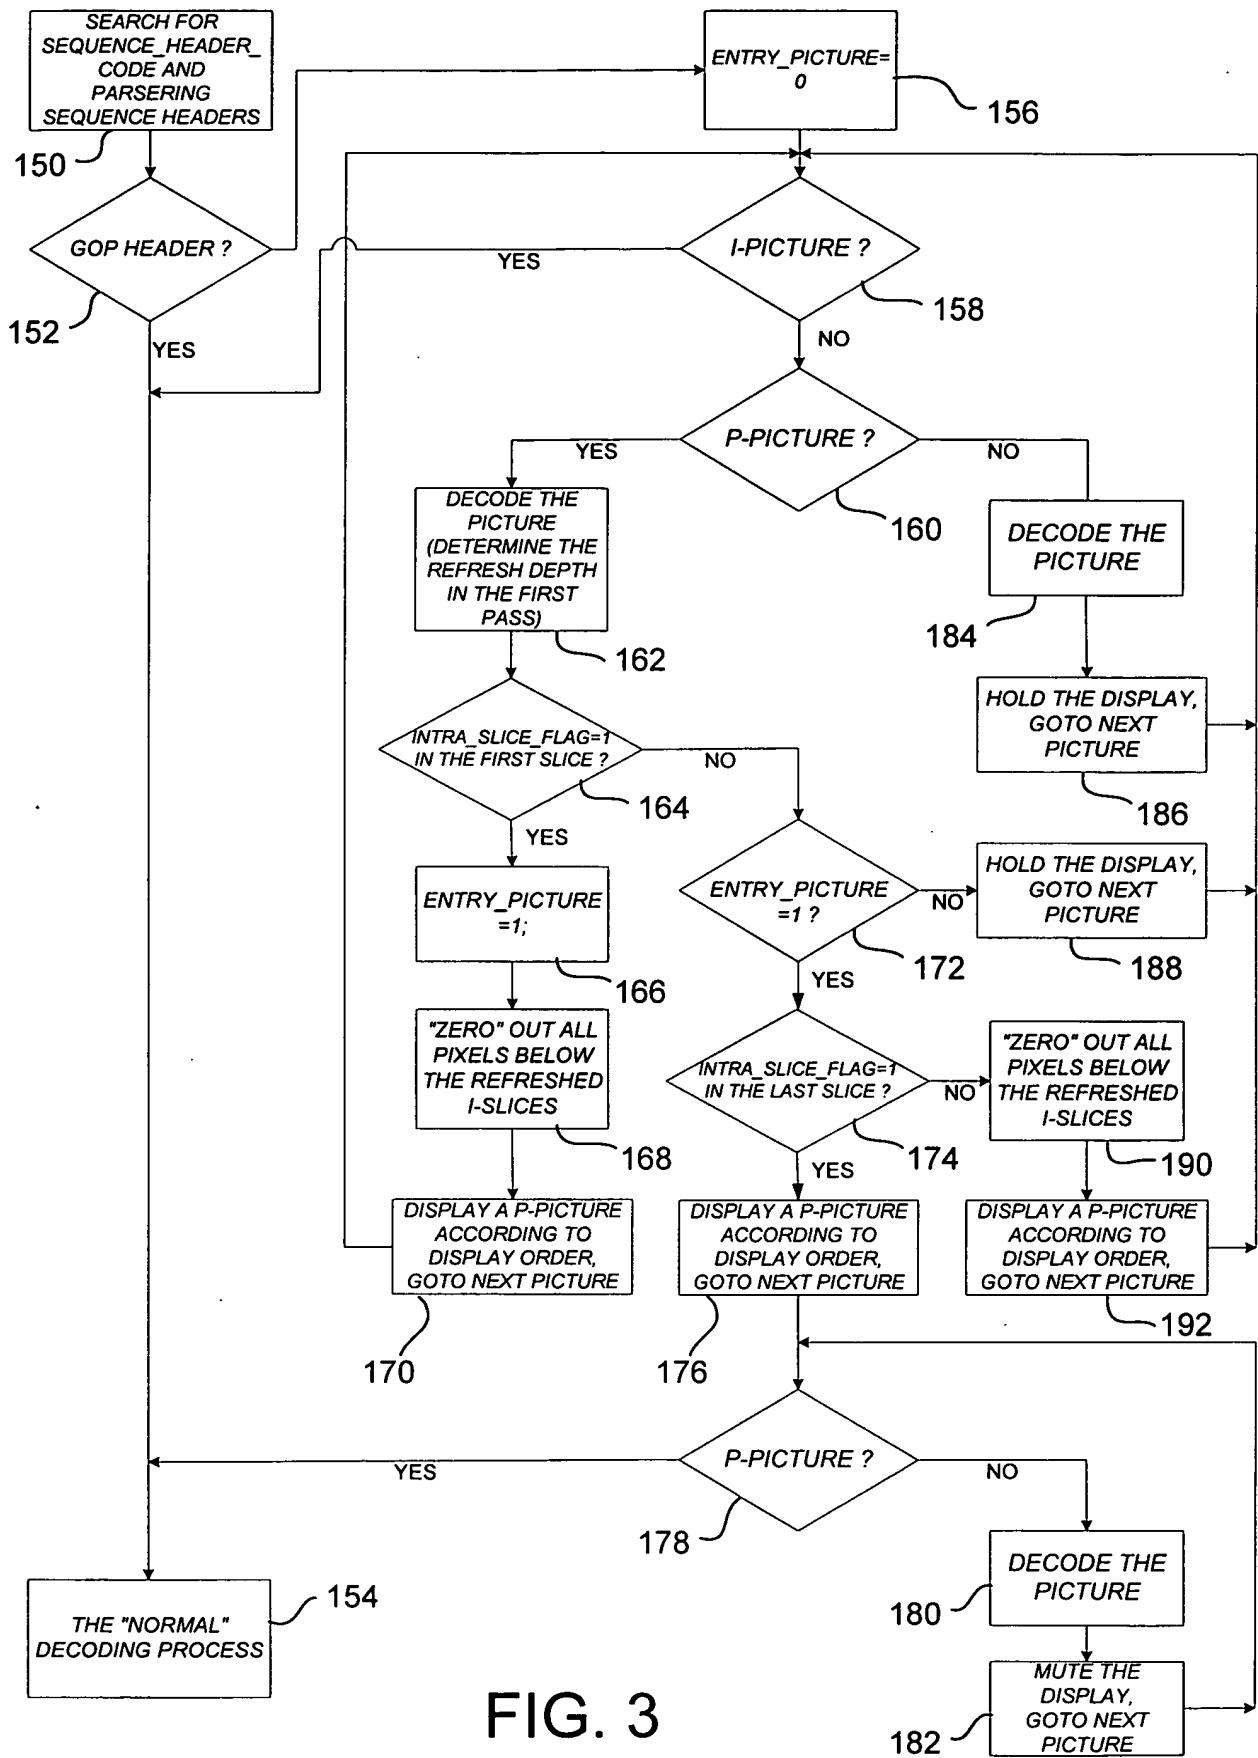 SEARCH FOR
SEQUENCE_HEADER_
CODE AND
PARSERING
SEQUENCE HEADERS
150
GOP HEADER ?
152
YES
ENTRY_PICTURE=
0
156
I-PICTURE ?
YES
158
NO
P-PICTURE ?
YES
NO
160
DECODE THE
PICTURE
(DETERMINE THE
REFRESH DEPTH
IN THE FIRST
PASS)
162
DECODE THE
PICTURE
184
HOLD THE DISPLAY,
GOTO NEXT
PICTURE
186
INTRA_SLICE_FLAG=1
IN THE FIRST SLICE ?
NO
164
YES
ENTRY_PICTURE
=1;
166
ENTRY_PICTURE
=1 ?
NO
172
YES
HOLD THE DISPLAY,
GOTO NEXT
PICTURE
188
"ZERO" OUT ALL
PIXELS BELOW
THE REFRESHED
I-SLICES
168
INTRA_SLICE_FLAG=1
IN THE LAST SLICE ?
NO
174
YES
"ZERO" OUT ALL
PIXELS BELOW
THE REFRESHED
I-SLICES
190
DISPLAY A P-PICTURE
ACCORDING TO
DISPLAY ORDER,
GOTO NEXT PICTURE
170
DISPLAY A P-PICTURE
ACCORDING TO
DISPLAY ORDER,
GOTO NEXT PICTURE
176
DISPLAY A P-PICTURE
ACCORDING TO
DISPLAY ORDER,
GOTO NEXT PICTURE
192
P-PICTURE ?
YES
NO
178
DECODE THE
PICTURE
180
MUTE THE
DISPLAY,
GOTO NEXT
PICTURE
182
THE "NORMAL"
DECODING PROCESS
154
FIG. 3